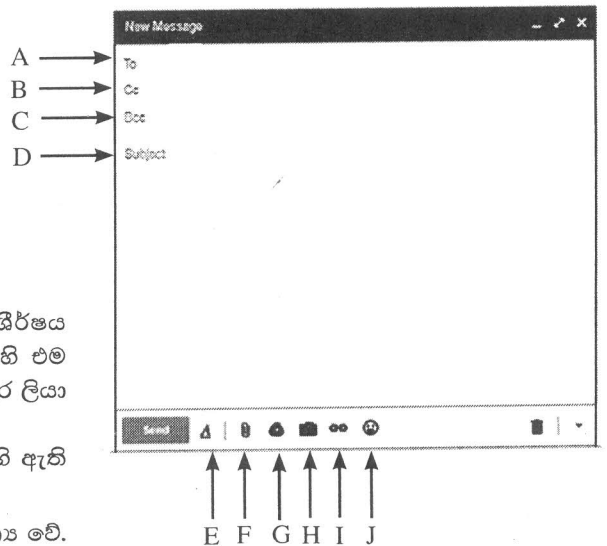 New Message
A To
B Cc
C Bcc
D Subject
ශීර්ෂය
හි එම
ර ලියා
හි ඇති
ය වේ.
Send
E F G H I J